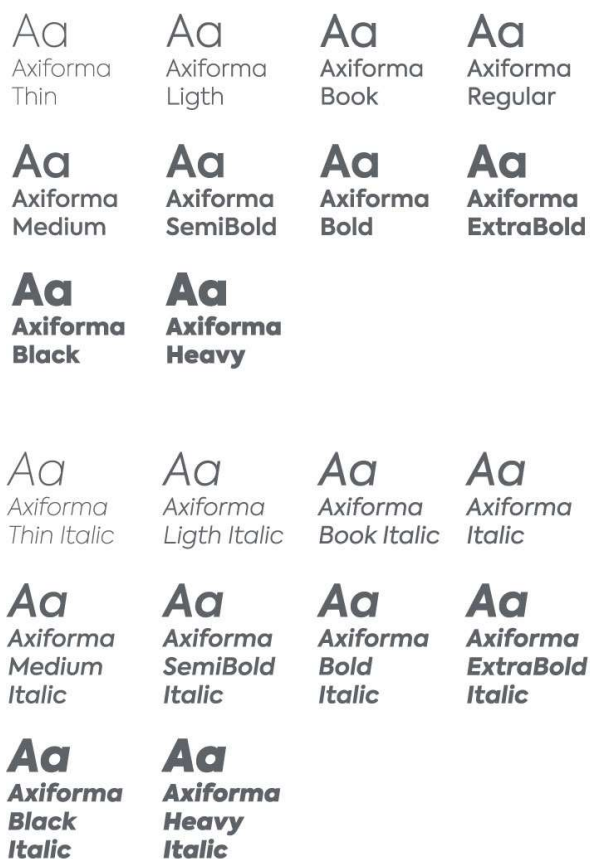 Aa
Axiforma
Thin
Aa
Axiforma
Ligth
Aa
Axiforma
Book
Aa
Axiforma
Regular
Aa
Axiforma
Medium
Aa
Axiforma
SemiBold
Aa
Axiforma
Bold
Aa
Axiforma
ExtraBold
Aa
Axiforma
Black
Aa
Axiforma
Heavy
Aa
Axiforma
Thin Italic
Aa
Axiforma
Ligth Italic
Aa
Axiforma
Book Italic
Aa
Axiforma
Italic
Aa
Axiforma
Medium
Italic
Aa
Axiforma
SemiBold
Italic
Aa
Axiforma
Bold
Italic
Aa
Axiforma
ExtraBold
Italic
Aa
Axiforma
Black
Italic
Aa
Axiforma
Heavy
Italic